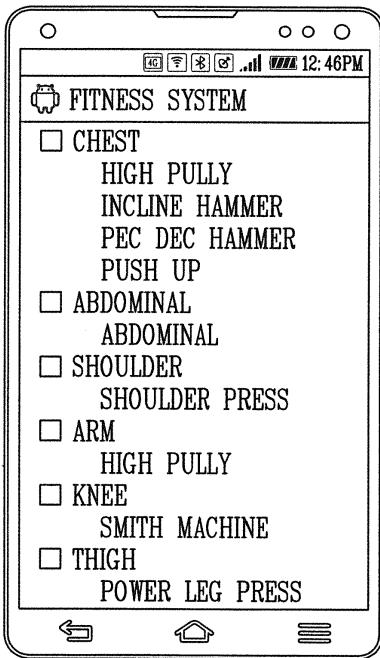 4G 12:46PM
FITNESS SYSTEM
CHEST
HIGH PULLY
INCLINE HAMMER
PEC DEC HAMMER
PUSH UP
ABDOMINAL
ABDOMINAL
SHOULDER
SHOULDER PRESS
ARM
HIGH PULLY
KNEE
SMITH MACHINE
THIGH
POWER LEG PRESS